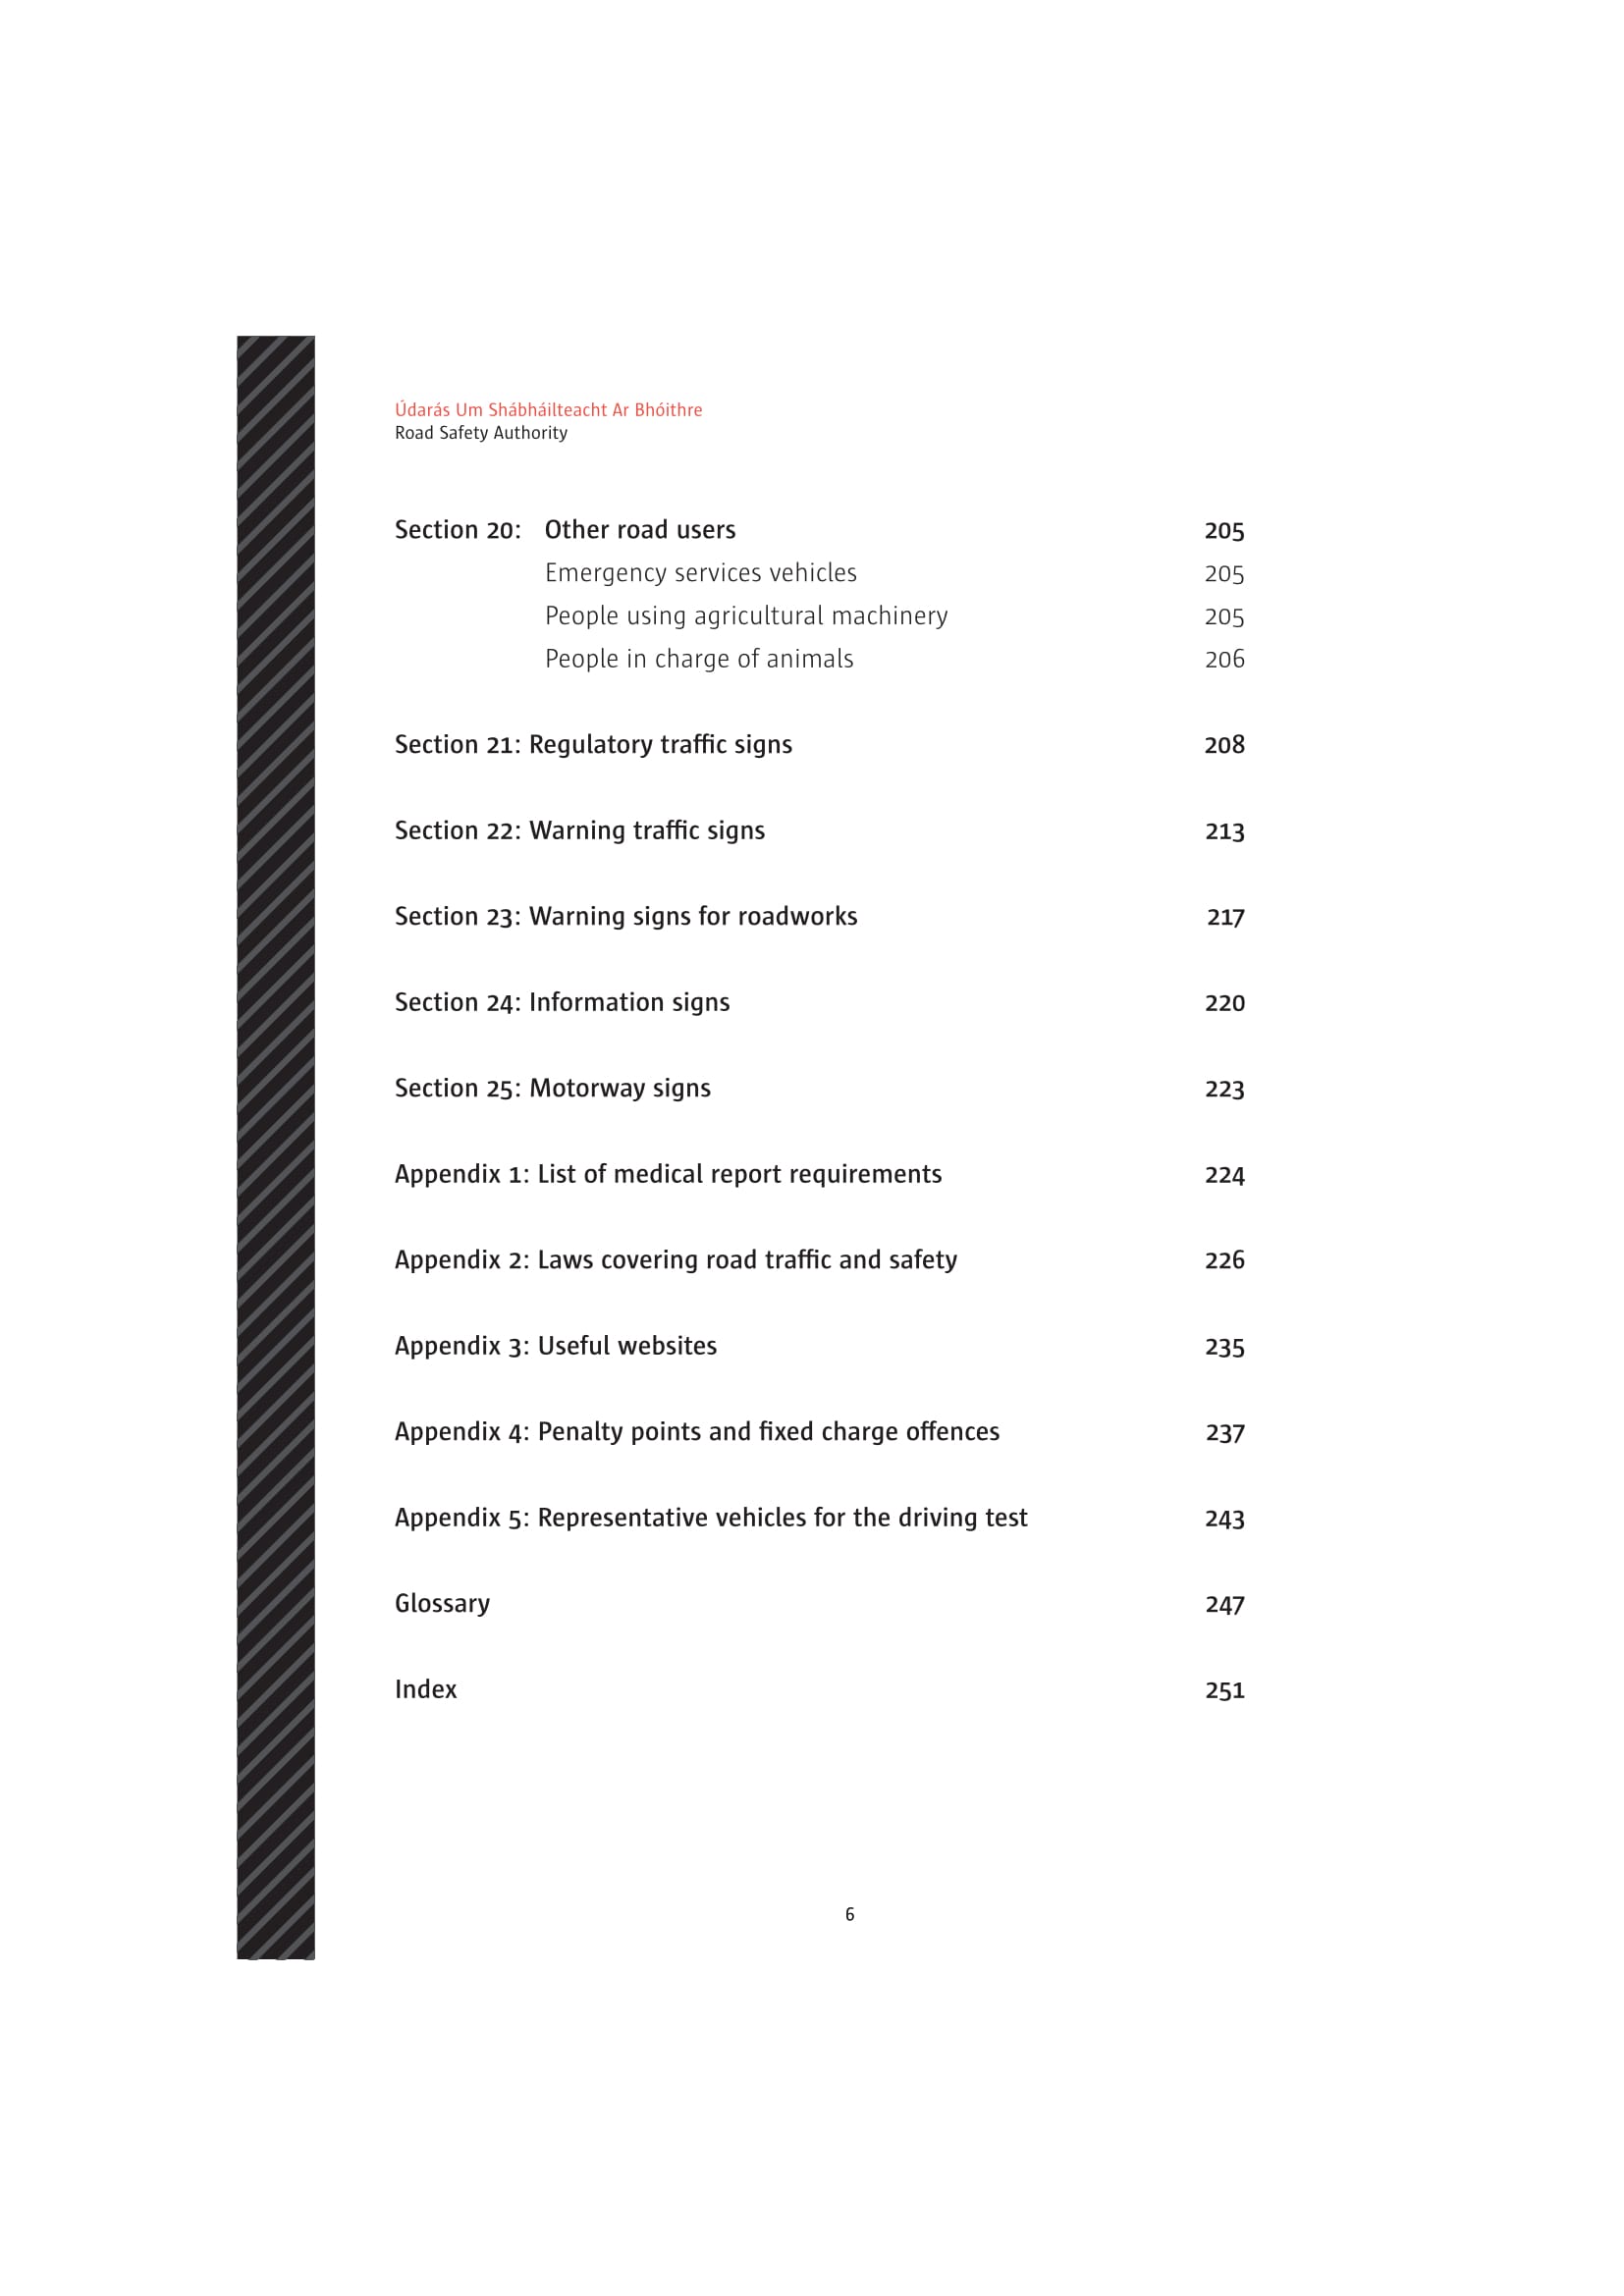 Údarás Um Shábháilteacht Ar Bhóithre
Road Safety Authority
Section 20: Other road users 205
Emergency services vehicles 205
People using agricultural machinery 205
People in charge of animals 206
Section 21: Regulatory traffic signs 208
Section 22: Warning traffic signs 213
Section 23: Warning signs for roadworks 217
Section 24: Information signs 220
Section 25: Motorway signs 223
Appendix 1: List of medical report requirements 224
Appendix 2: Laws covering road traffic and safety 226
Appendix 3: Useful websites 235
Appendix 4: Penalty points and fixed charge offences 237
Appendix 5: Representative vehicles for the driving test 243
Glossary 247
Index 251
6